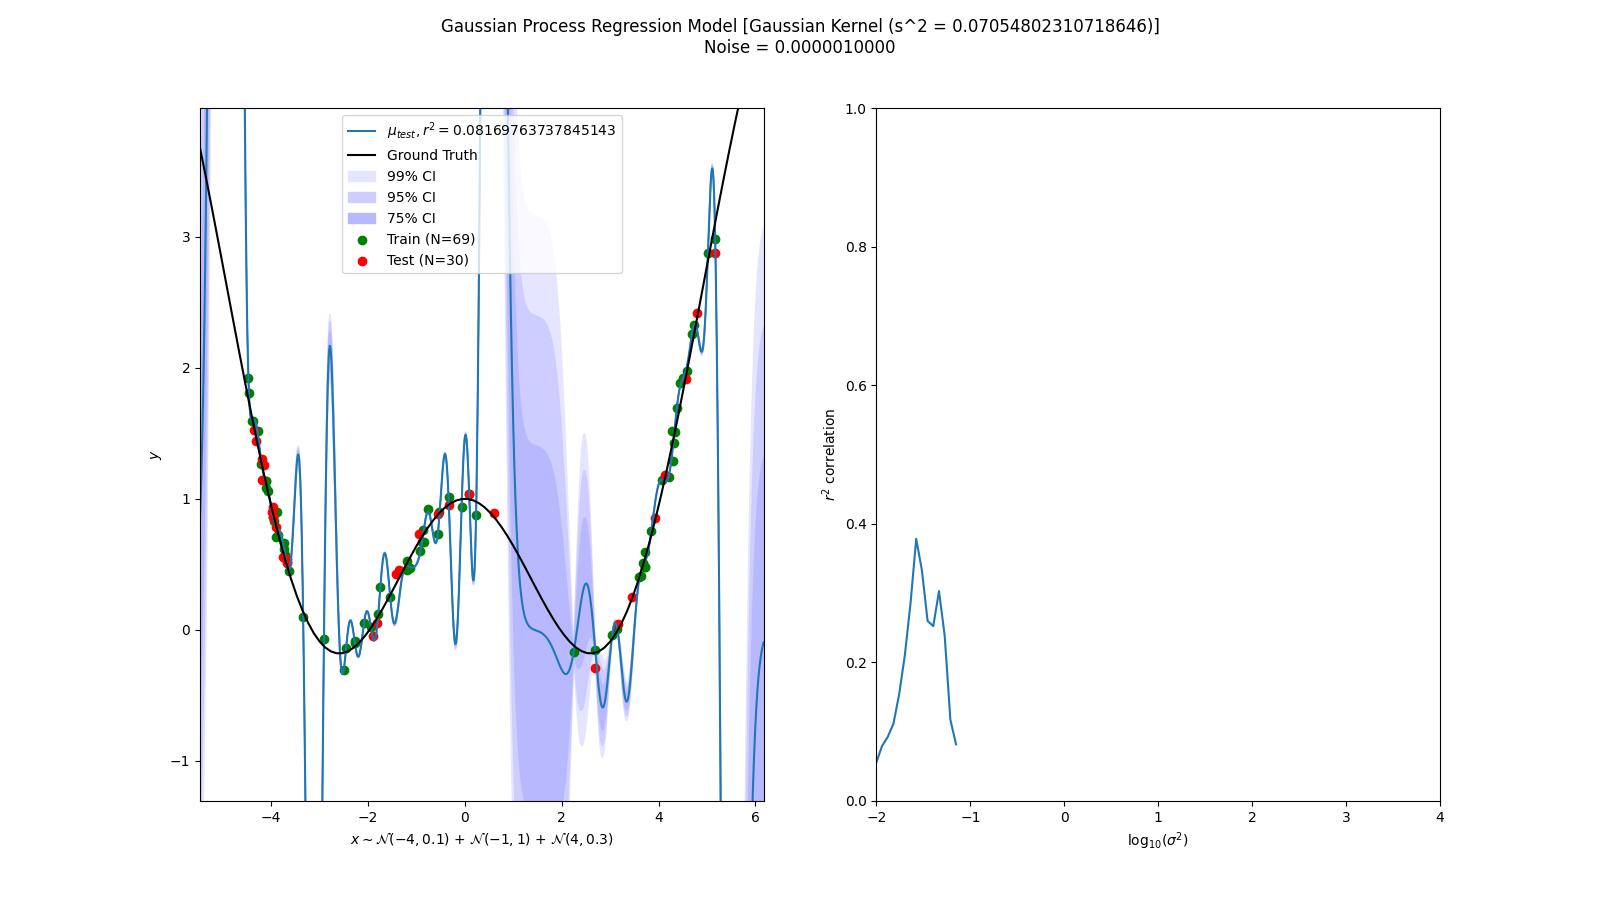 Gaussian Process Regression Model [Gaussian Kernel (s^2 = 0.07054802310718646)]
Noise = 0.0000010000
μ_test, r² = 0.08169763737845143
Ground Truth
99% CI
95% CI
75% CI
Train (N=69)
Test (N=30)
3
2
1
0
−1
y
−4 −2 0 2 4 6
x ∼ 𝒩(−4, 0.1) + 𝒩(−1, 1) + 𝒩(4, 0.3)
1.0
0.8
0.6
0.4
0.2
0.0
r² correlation
−2 −1 0 1 2 3 4
log₁₀(σ²)